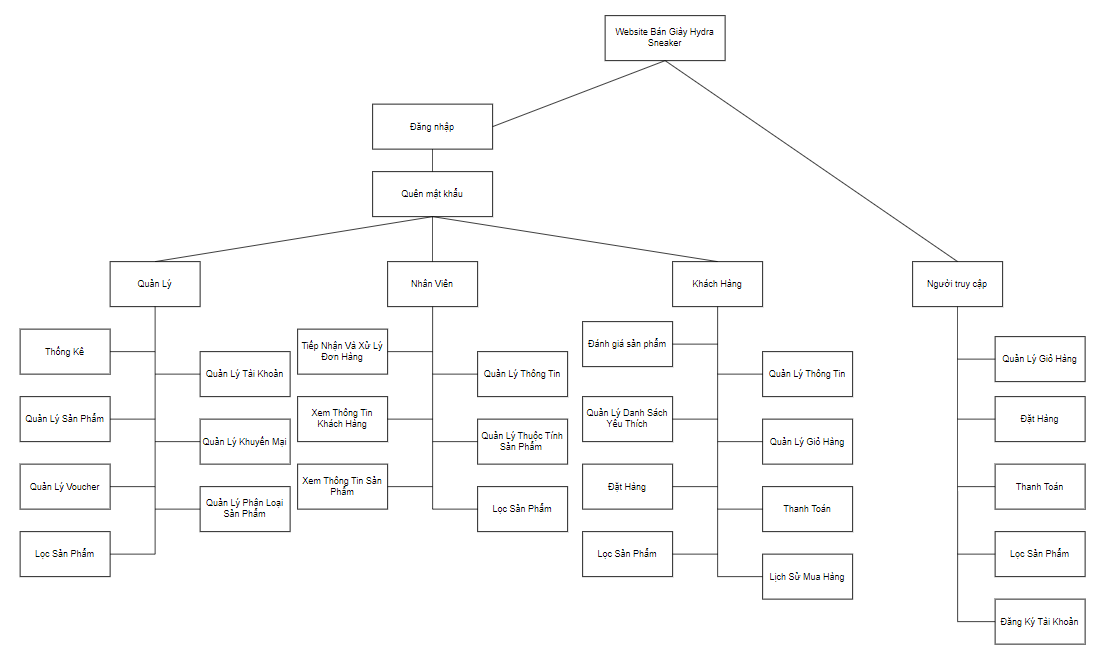 Website Bán Giầy Hydra
Sneaker
Đăng nhập
Quên mật khẩu
Quản Lý
Nhân Viên
Khách Hàng
Người truy cập
Thống Kê
Quản Lý Tài Khoản
Quản Lý Sản Phẩm
Quản Lý Khuyến Mại
Quản Lý Voucher
Quản Lý Phân Loại
Sản Phẩm
Lọc Sản Phẩm
Tiếp Nhận Và Xử Lý
Đơn Hàng
Quản Lý Thông Tin
Xem Thông Tin
Khách Hàng
Quản Lý Thuộc Tính
Sản Phẩm
Xem Thông Tin Sản
Phẩm
Lọc Sản Phẩm
Đánh giá sản phẩm
Quản Lý Thông Tin
Quản Lý Danh Sách
Yêu Thích
Quản Lý Giỏ Hàng
Đặt Hàng
Thanh Toán
Lọc Sản Phẩm
Lịch Sử Mua Hàng
Quản Lý Giỏ Hàng
Đặt Hàng
Thanh Toán
Lọc Sản Phẩm
Đăng Ký Tài Khoản